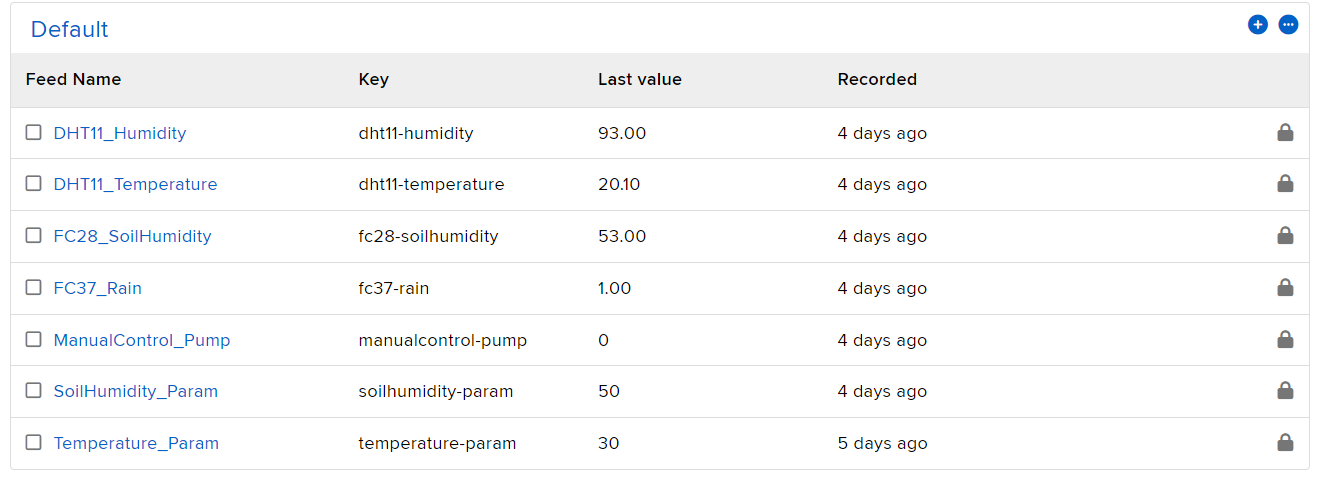 Default
Feed Name Key Last value Recorded
DHT11_Humidity dht11-humidity 93.00 4 days ago
DHT11_Temperature dht11-temperature 20.10 4 days ago
FC28_SoilHumidity fc28-soilhumidity 53.00 4 days ago
FC37_Rain fc37-rain 1.00 4 days ago
ManualControl_Pump manualcontrol-pump 0 4 days ago
SoilHumidity_Param soilhumidity-param 50 4 days ago
Temperature_Param temperature-param 30 5 days ago